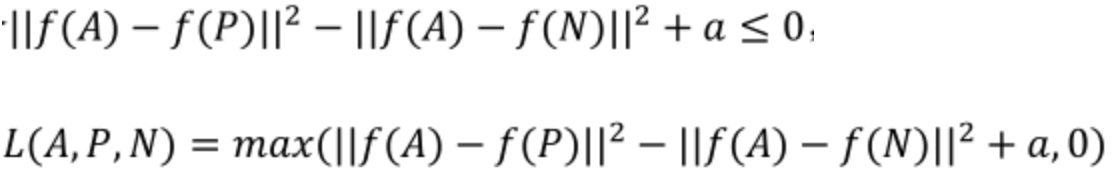 ||f(A) − f(P)||² − ||f(A) − f(N)||² + a ≤ 0,
L(A, P, N) = max(||f(A) − f(P)||² − ||f(A) − f(N)||² + a, 0)